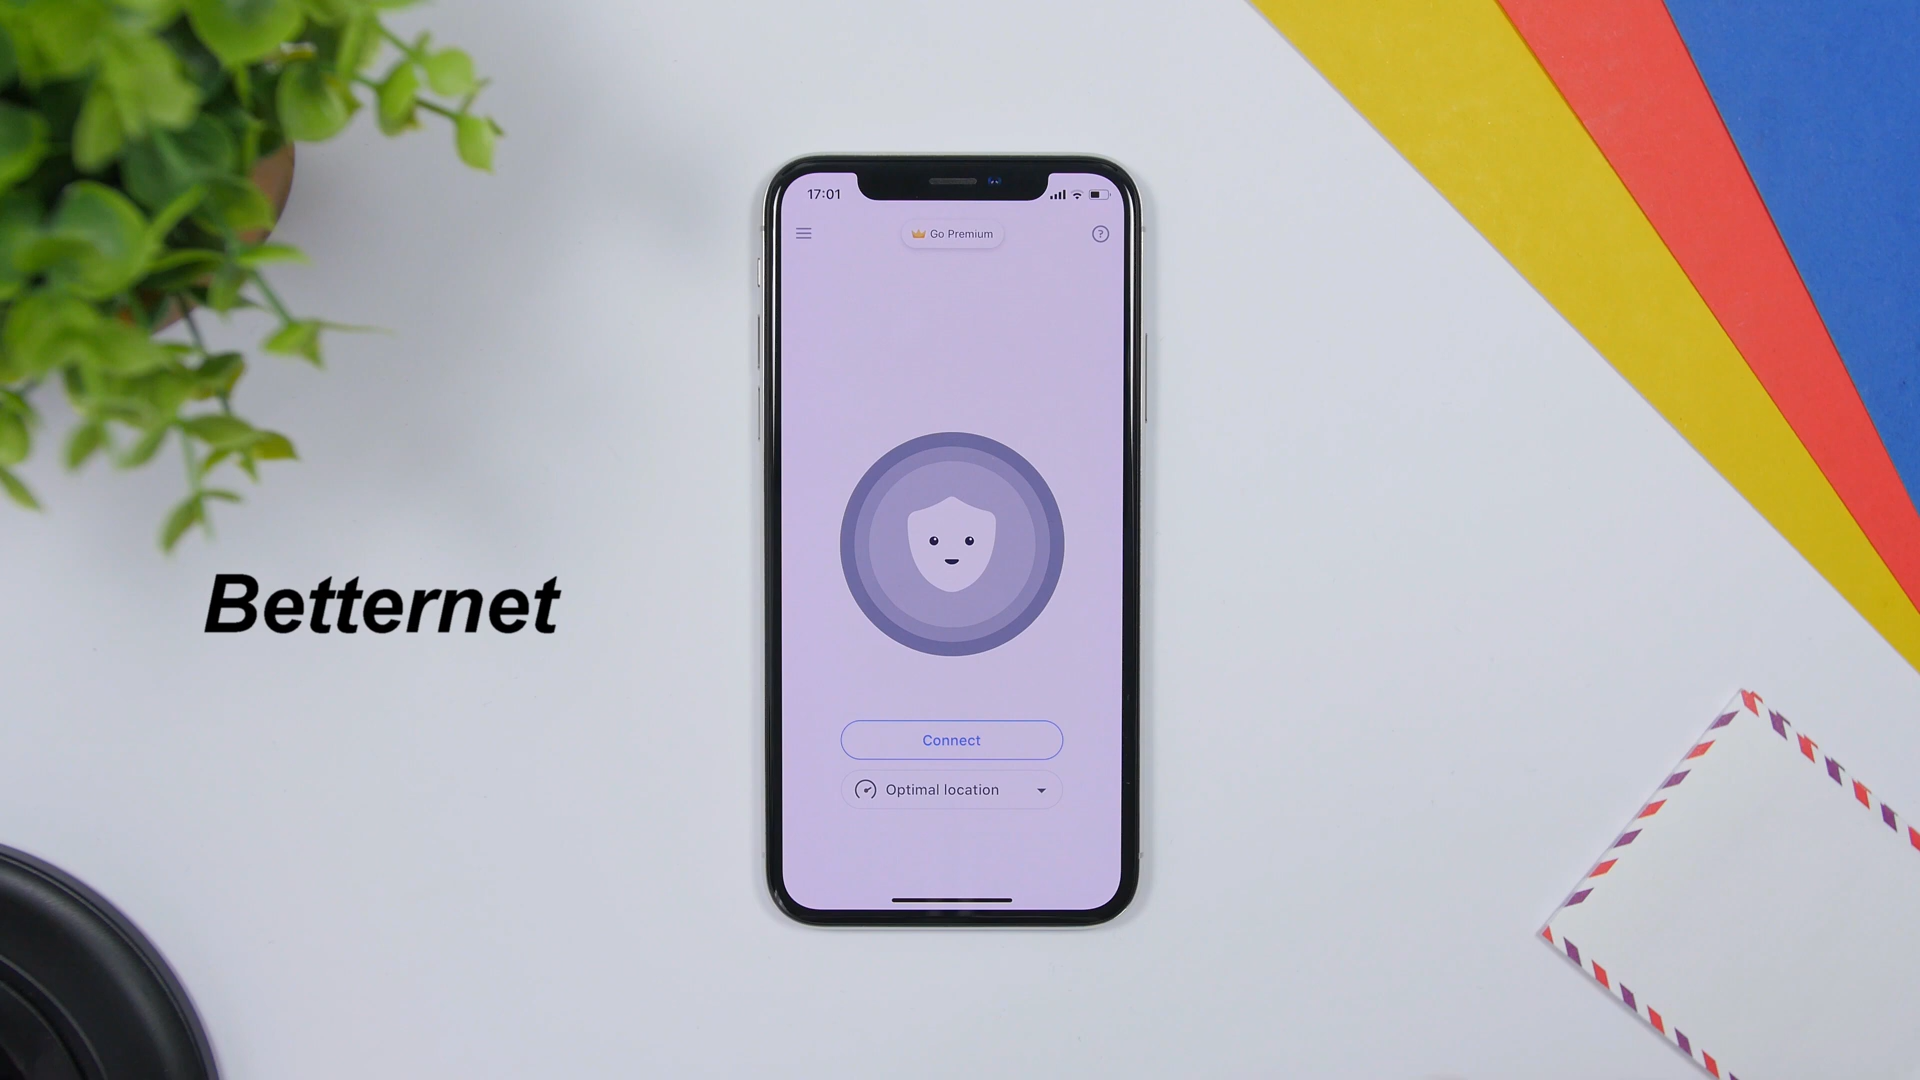 17:01
Go Premium
?
Betternet
Connect
Optimal location